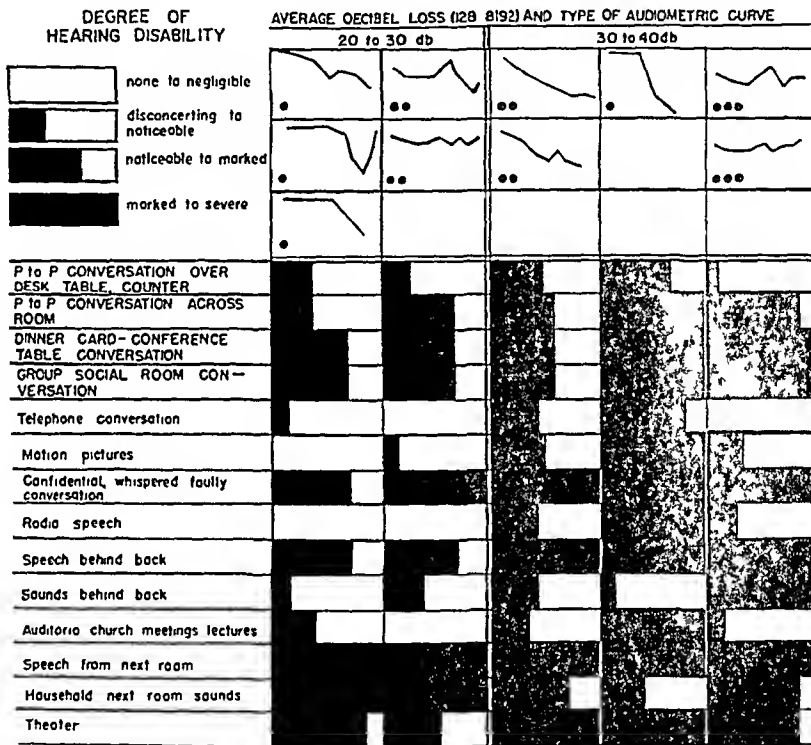 DEGREE OF
HEARING DISABILITY
none to negligible
disconcerting to
noticeable
noticeable to marked
marked to severe
AVERAGE DECIBEL LOSS (128 8192) AND TYPE OF AUDIOMETRIC CURVE
20 to 30 db
30 to 40db
P to P CONVERSATION OVER
DESK TABLE, COUNTER
P to P CONVERSATION ACROSS
ROOM
DINNER CARD-CONFERENCE
TABLE CONVERSATION
GROUP SOCIAL ROOM CON-
VERSATION
Telephone conversation
Motion pictures
Confidential, whispered faulty
conversation
Radio speech
Speech behind back
Sounds behind back
Auditorio church meetings lectures
Speech from next room
Household next room sounds
Theater